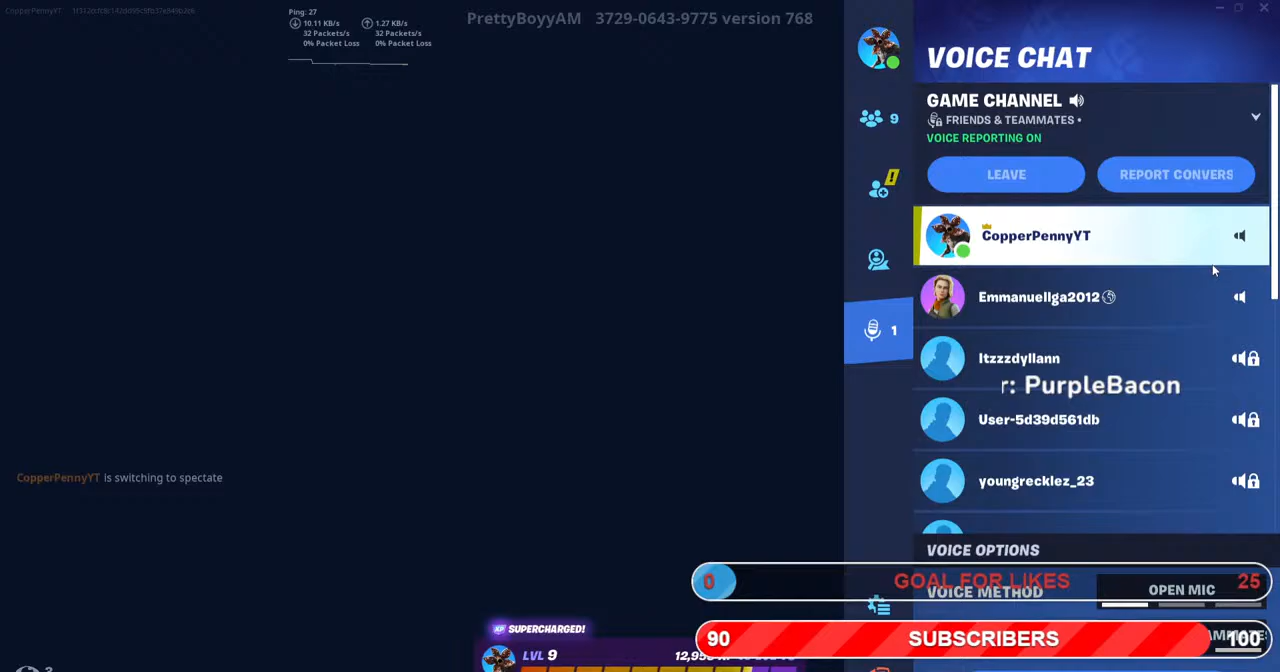 CopperPennyYT
Ping: 27
10.11 KB/s 1.27 KB/s
32 Packets/s 32 Packets/s
0% Packet Loss 0% Packet Loss
PrettyBoyyAM 3729-0643-9775 version 768
VOICE CHAT
GAME CHANNEL
9
FRIENDS & TEAMMATES •
VOICE REPORTING ON
LEAVE REPORT CONVERS
CopperPennyYT
Emmanuellga2012
1
Itzzzdyllann
r: PurpleBacon
User-5d39d561db
CopperPennyYT is switching to spectate
youngrecklez_23
VOICE OPTIONS
0 GOAL FOR LIKES 25
VOICE METHOD OPEN MIC
SUPERCHARGED!
90 SUBSCRIBERS 100
LVL 9
3